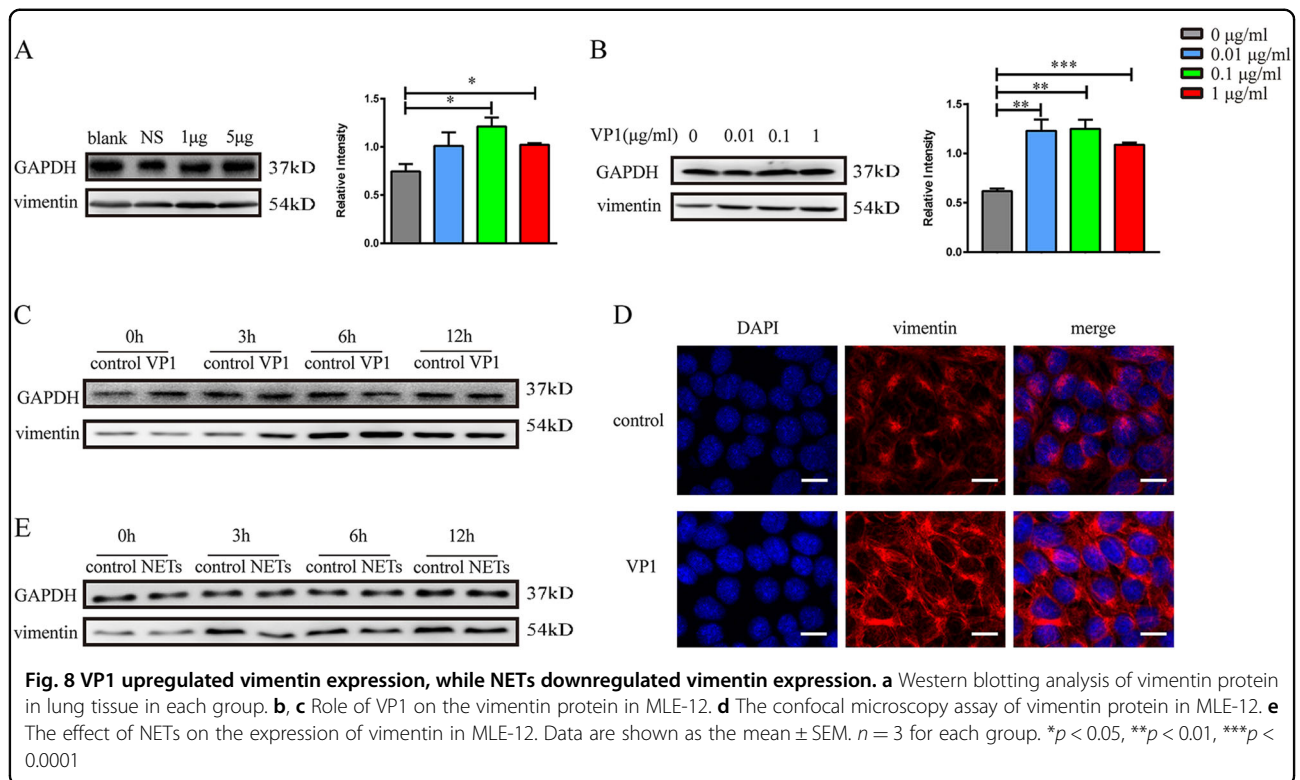 A
blank NS 1μg 5μg
GAPDH 37kD
vimentin 54kD
Relative Intensity
1.5
1.0
0.5
0.0
*
*
B
VP1(μg/ml) 0 0.01 0.1 1
GAPDH 37kD
vimentin 54kD
Relative Intensity
1.5
1.0
0.5
0.0
***
**
**
0 μg/ml
0.01 μg/ml
0.1 μg/ml
1 μg/ml
C
0h 3h 6h 12h
control VP1 control VP1 control VP1 control VP1
GAPDH 37kD
vimentin 54kD
D
DAPI vimentin merge
control
VP1
E
0h 3h 6h 12h
control NETs control NETs control NETs control NETs
GAPDH 37kD
vimentin 54kD
Fig. 8 VP1 upregulated vimentin expression, while NETs downregulated vimentin expression. a Western blotting analysis of vimentin protein
in lung tissue in each group. b, c Role of VP1 on the vimentin protein in MLE-12. d The confocal microscopy assay of vimentin protein in MLE-12. e
The effect of NETs on the expression of vimentin in MLE-12. Data are shown as the mean ± SEM. n = 3 for each group. *p < 0.05, **p < 0.01, ***p <
0.0001